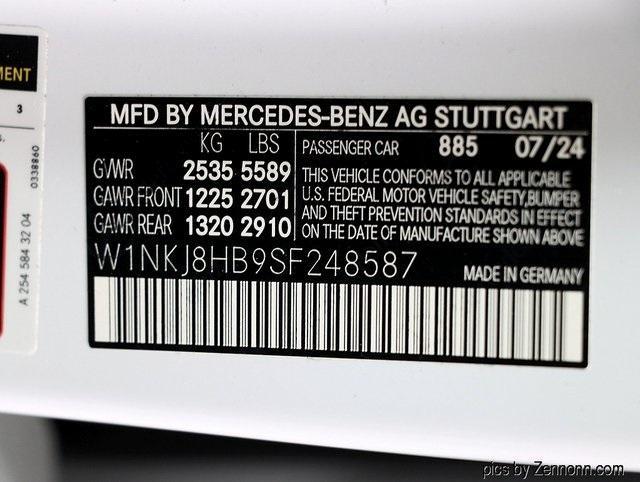 MENT
3
s.
0338860
A 254 584 32 04
MFD BY MERCEDES-BENZ AG STUTTGART
KG LBS
PASSENGER CAR 885 07/24
GVWR 2535 5589
GAWR FRONT 1225 2701
GAWR REAR 1320 2910
THIS VEHICLE CONFORMS TO ALL APPLICABLE
U.S. FEDERAL MOTOR VEHICLE SAFETY,BUMPER
AND THEFT PREVENTION STANDARDS IN EFFECT
ON THE DATE OF MANUFACTURE SHOWN ABOVE
W1NKJ8HB9SF248587
MADE IN GERMANY
pics by Zennonn.com